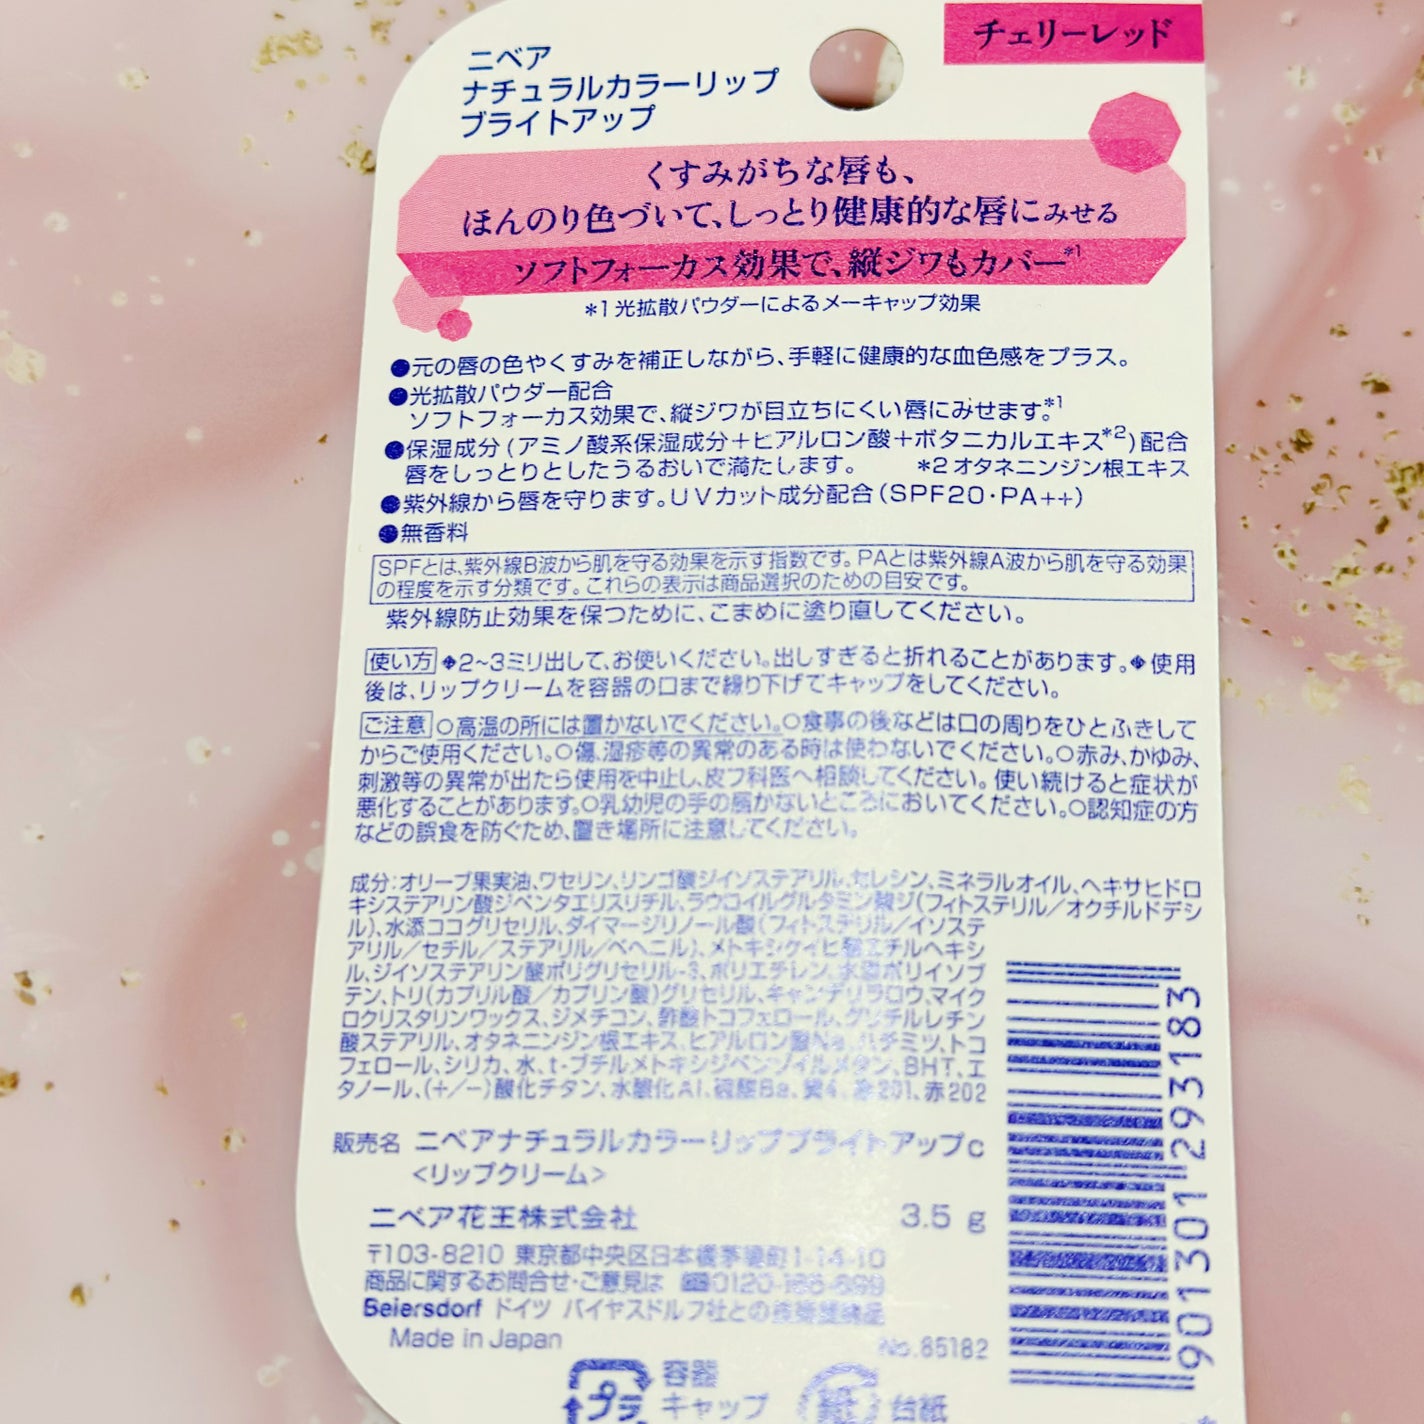 チェリーレッド
ニベア
ナチュラルカラーリップ
ブライトアップ
くすみがちな唇も、
ほんのり色づいて、しっとり健康的な唇にみせる
ソフトフォーカス効果で、縦ジワもカバー*1
*1 光拡散パウダーによるメーキャップ効果
●元の唇の色やくすみを補正しながら、手軽に健康的な血色感をプラス。
●光拡散パウダー配合
ソフトフォーカス効果で、縦ジワが目立ちにくい唇にみせます。*1
●保湿成分(アミノ酸系保湿成分+ヒアルロン酸+ボタニカルエキス*2)配合
唇をしっとりとしたうるおいで満たします。 *2 オタネニンジン根エキス
●紫外線から唇を守ります。UVカット成分配合(SPF20・PA++)
●無香料
SPFとは、紫外線B波から肌を守る効果を示す指数です。PAとは紫外線A波から肌を守る効果
の程度を示す分類です。これらの表示は商品選択のための目安です。
紫外線防止効果を保つために、こまめに塗り直してください。
使い方 ◆2~3ミリ出して、お使いください。出しすぎると折れることがあります。◆使用
後は、リップクリームを容器の口まで繰り下げてキャップをしてください。
ご注意 ○高温の所には置かないでください。○食事の後などは口の周りをひとふきして
からご使用ください。○傷、湿疹等の異常のある時は使わないでください。○赤み、かゆみ、
刺激等の異常が出たら使用を中止し、皮フ科医へ相談してください。使い続けると症状が
悪化することがあります。○乳幼児の手の届かないところにおいてください。○認知症の方
などの誤食を防ぐため、置き場所に注意してください。
成分:オリーブ果実油、ワセリン、リンゴ酸ジイソステアリル、セレシン、ミネラルオイル、ヘキサヒドロ
キシステアリン酸ジペンタエリスリチル、ラウロイルグルタミン酸ジ(フィトステリル/オクチルドデシ
ル)、水添ココグリセリル、ダイマージリノール酸(フィトステリル/イソステ
アリル/セチル/ステアリル/ベヘニル)、メトキシケイヒ酸エチルヘキシ
ル、ジイソステアリン酸ポリグリセリル-3、ポリエチレン、水添ポリイソブ
テン、トリ(カプリル酸/カプリン酸)グリセリル、キャンデリラロウ、マイク
ロクリスタリンワックス、ジメチコン、酢酸トコフェロール、グリチルレチン
酸ステアリル、オタネニンジン根エキス、ヒアルロン酸Na、ハチミツ、トコ
フェロール、シリカ、水、t-ブチルメトキシジベンゾイルメタン、BHT、エ
タノール、(+/-)酸化チタン、水酸化Al、硫酸Ba、黄4、赤201、赤202
販売名 ニベアナチュラルカラーリップブライトアップc
<リップクリーム>
ニベア花王株式会社 3.5 g
〒103-8210 東京都中央区日本橋茅場町1-14-10
商品に関するお問合せ・ご意見は 0120-165-699
Beiersdorf ドイツ バイヤスドルフ社との
Made in Japan No.85182
4901301293183
プラ 容器
キャップ
紙 台紙